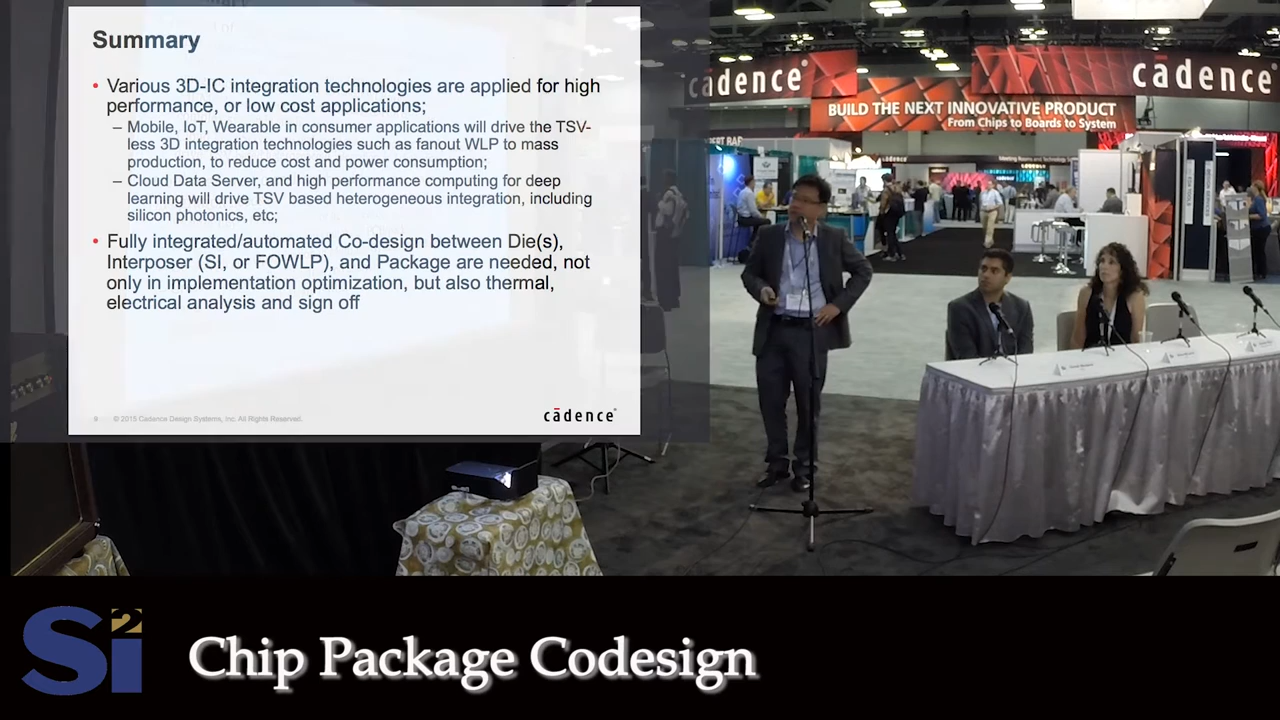 Summary
• Various 3D-IC integration technologies are applied for high
performance, or low cost applications;
– Mobile, IoT, Wearable in consumer applications will drive the TSV-
less 3D integration technologies such as fanout WLP to mass
production, to reduce cost and power consumption;
– Cloud Data Server, and high performance computing for deep
learning will drive TSV based heterogeneous integration, including
silicon photonics, etc;
• Fully integrated/automated Co-design between Die(s),
Interposer (SI, or FOWLP), and Package are needed, not
only in implementation optimization, but also thermal,
electrical analysis and sign off
© 2015 Cadence Design Systems, Inc. All Rights Reserved.
cādence®
cādence®
cādence®
BUILD THE NEXT INNOVATIVE PRODUCT
From Chips to Boards to System
cādence
Si2
Chip Package Codesign